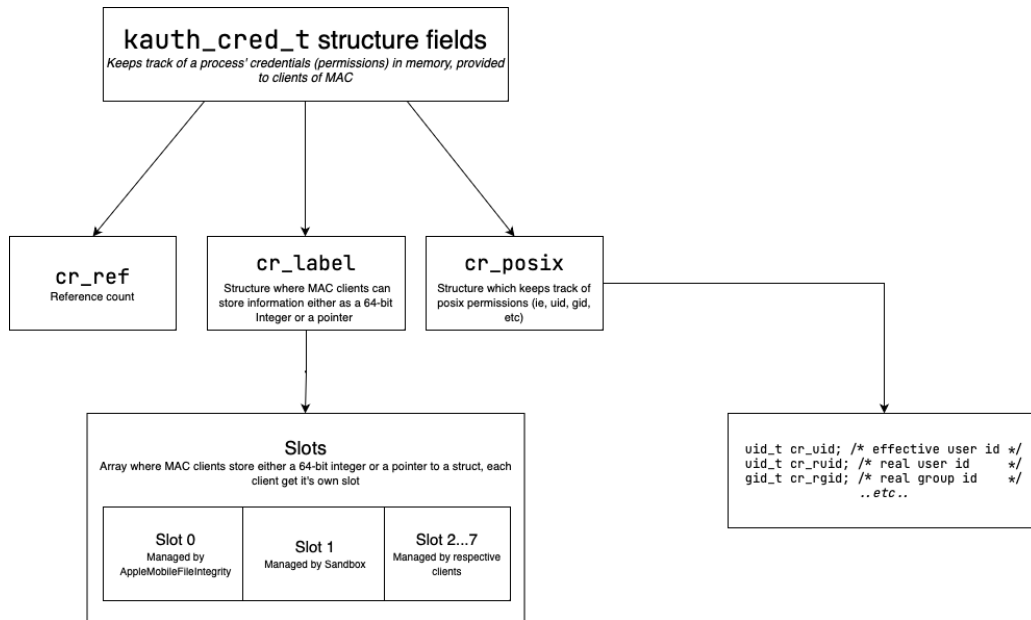 kauth_cred_t structure fields
Keeps track of a process' credentials (permissions) in memory, provided
to clients of MAC
cr_ref
Reference count
cr_label
Structure where MAC clients can
store information either as a 64-bit
Integer or a pointer
cr_posix
Structure which keeps track of
posix permissions (ie, uid, gid,
etc)
Slots
Array where MAC clients store either a 64-bit integer or a pointer to a struct, each
client get it's own slot
Slot 0
Managed by
AppleMobileFileIntegrity
Slot 1
Managed by Sandbox
Slot 2...7
Managed by respective
clients
uid_t cr_uid; /* effective user id */
uid_t cr_ruid; /* real user id */
gid_t cr_rgid; /* real group id */
..etc..